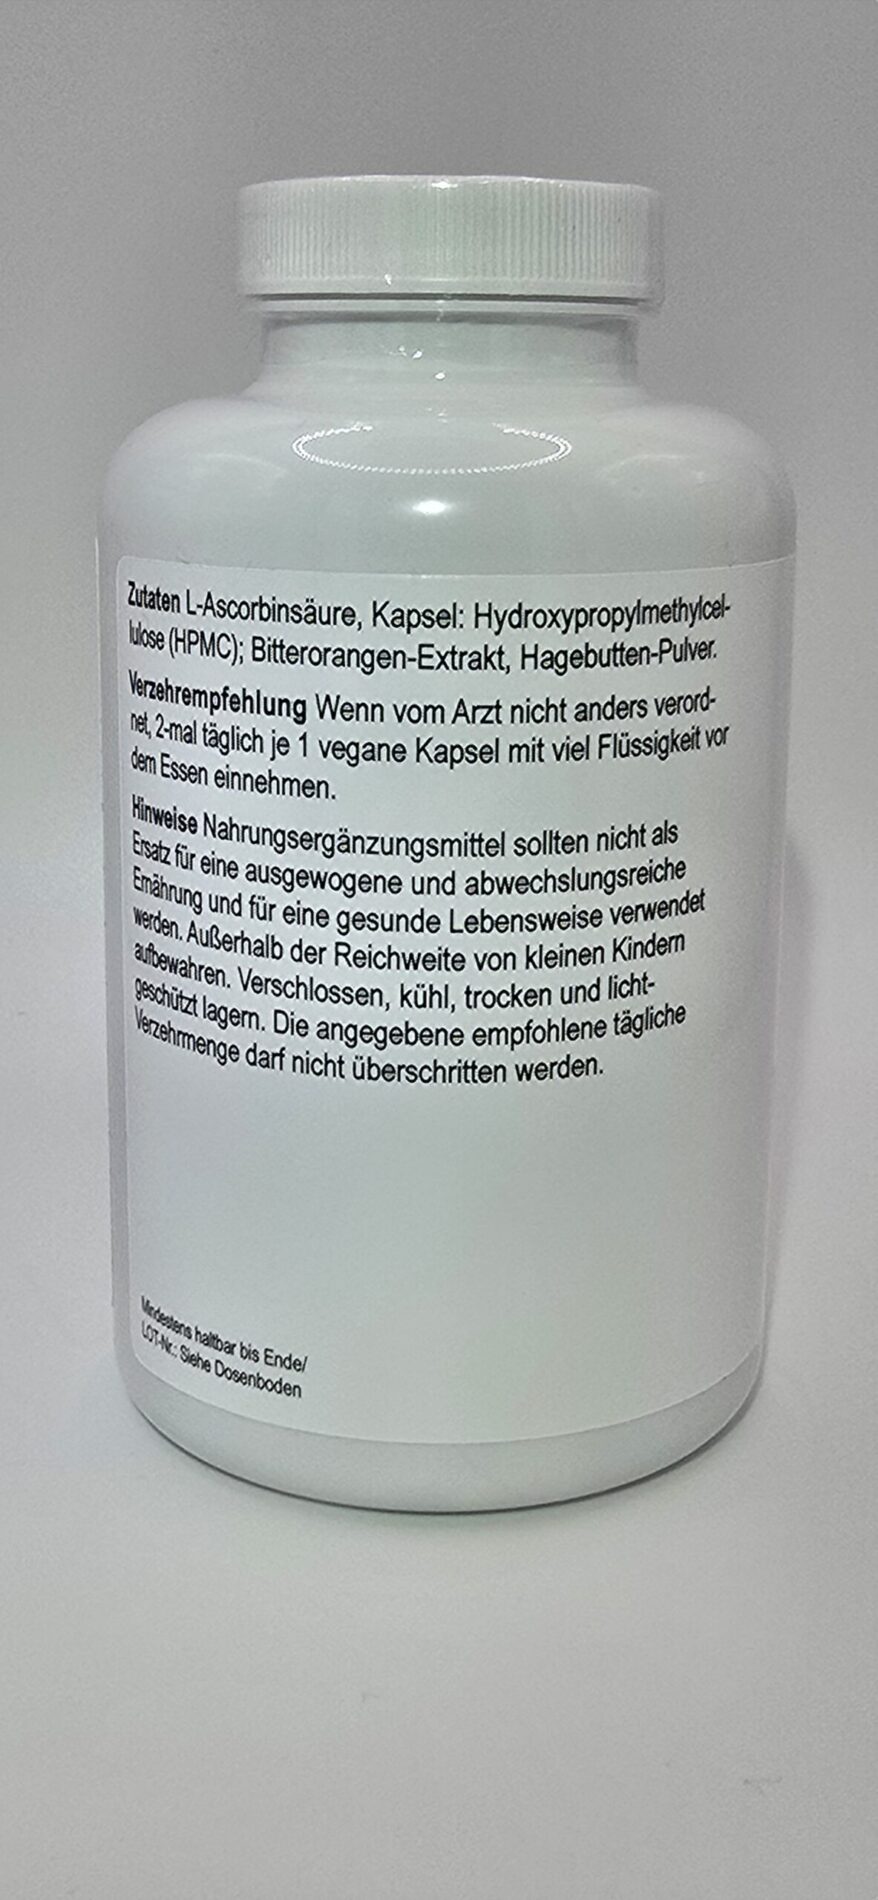 Zutaten L-Ascorbinsäure, Kapsel: Hydroxypropylmethylcel-
lulose (HPMC); Bitterorangen-Extrakt, Hagebutten-Pulver.
Verzehrempfehlung Wenn vom Arzt nicht anders verord-
net, 2-mal täglich je 1 vegane Kapsel mit viel Flüssigkeit vor
dem Essen einnehmen.
Hinweise Nahrungsergänzungsmittel sollten nicht als
Ersatz für eine ausgewogene und abwechslungsreiche
Ernährung und für eine gesunde Lebensweise verwendet
werden. Außerhalb der Reichweite von kleinen Kindern
aufbewahren. Verschlossen, kühl, trocken und licht-
geschützt lagern. Die angegebene empfohlene tägliche
Verzehrmenge darf nicht überschritten werden.
Mindestens haltbar bis Ende/
LOT-Nr.: Siehe Dosenboden